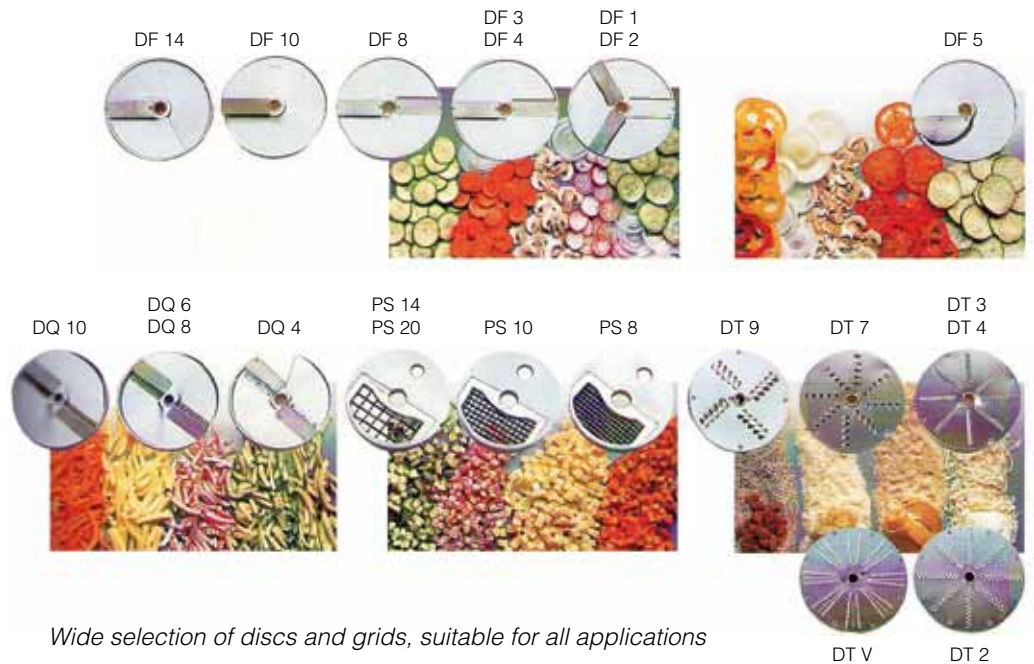 DF 14
DF 10
DF 8
DF 3
DF 4
DF 1
DF 2
DF 5
DQ 10
DQ 6
DQ 8
DQ 4
PS 14
PS 20
PS 10
PS 8
DT 9
DT 7
DT 3
DT 4
Wide selection of discs and grids, suitable for all applications
DT V
DT 2